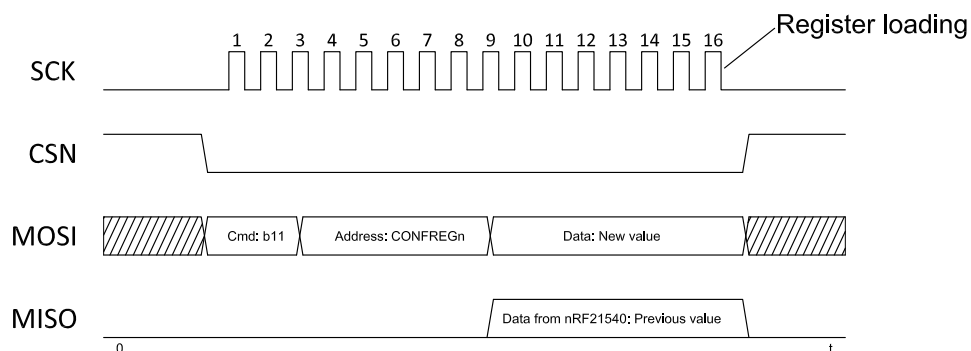 Register loading
1 2 3 4 5 6 7 8 9 10 11 12 13 14 15 16
SCK
CSN
MOSI
Cmd: b11
Address: CONFREGn
Data: New value
MISO
Data from nRF21540: Previous value
0
t